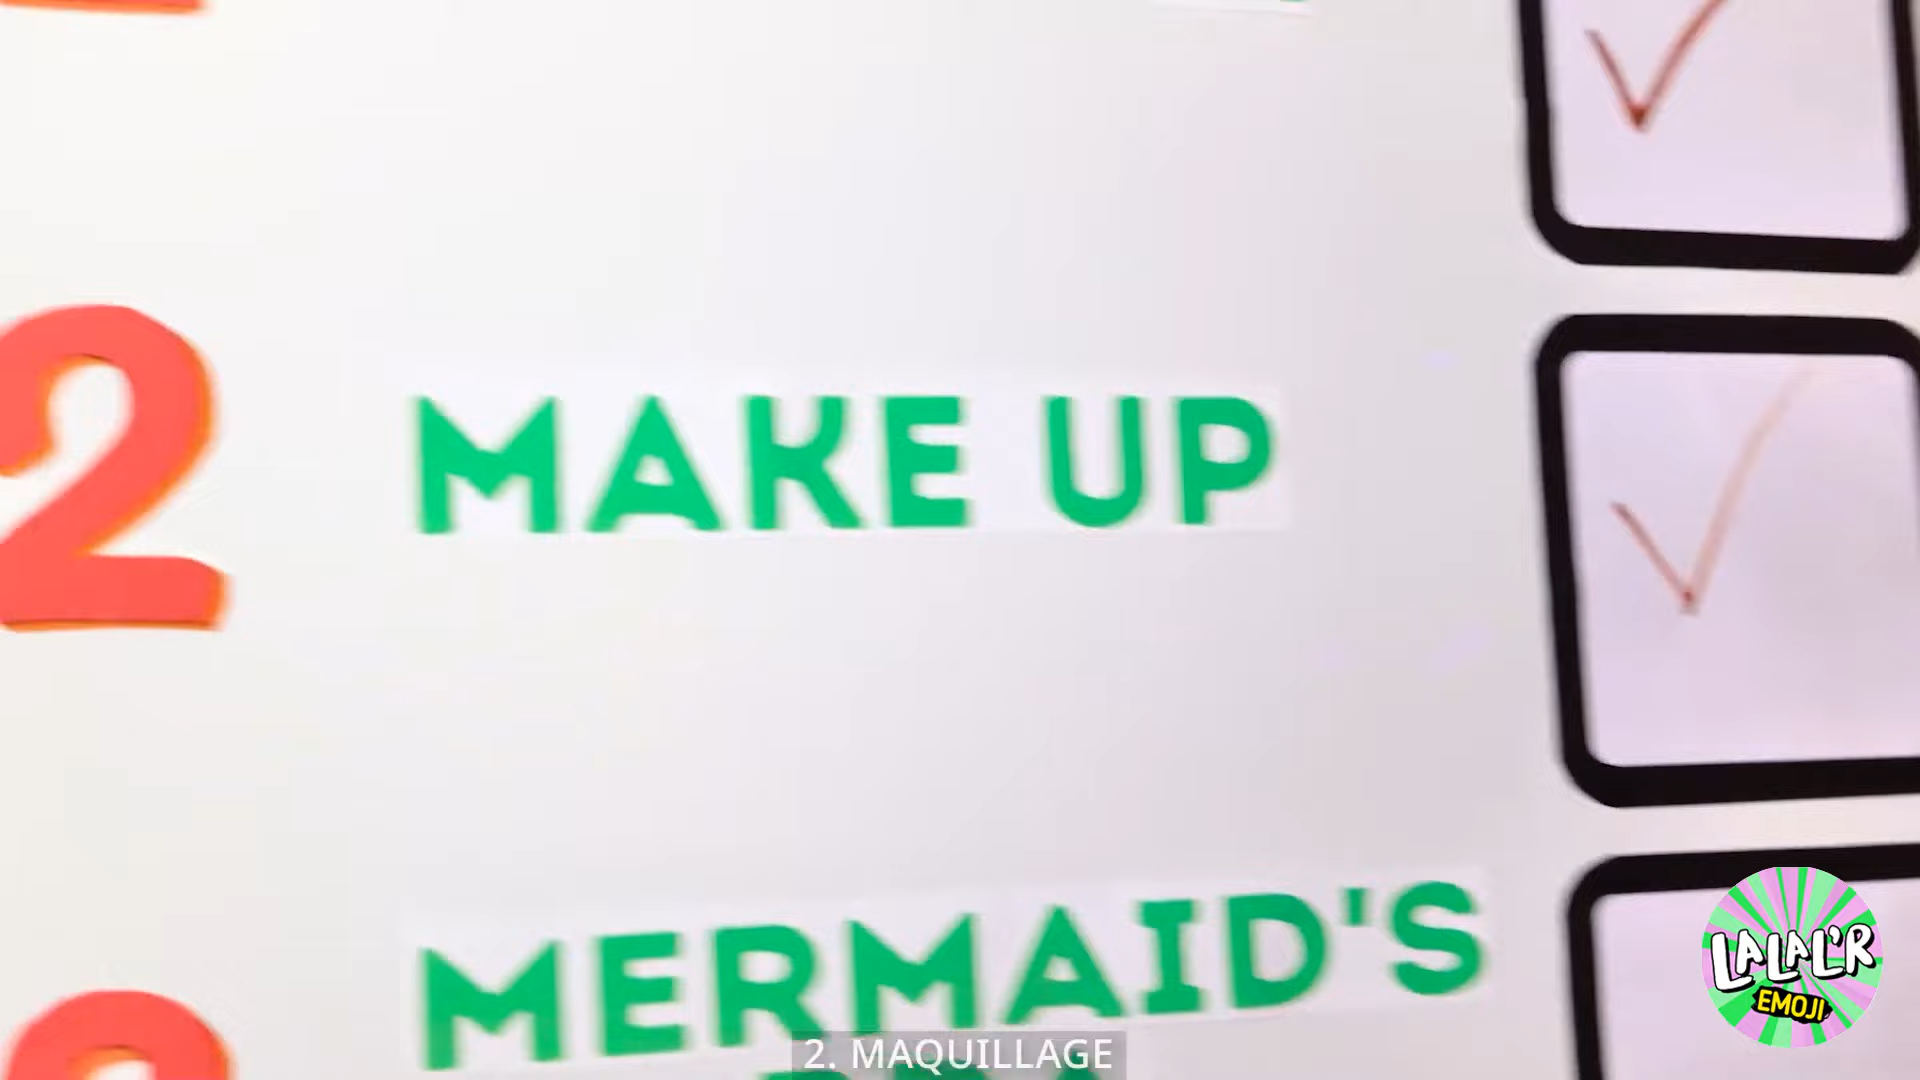 2 MAKE UP
MERMAID'S
LALAL'R
EMOJI
2. MAQUILLAGE